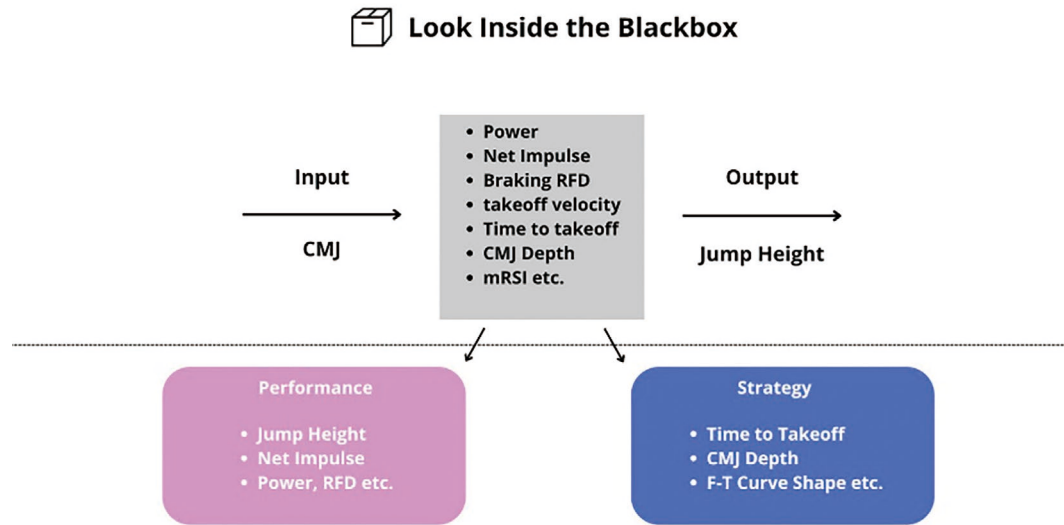 Look Inside the Blackbox
• Power
• Net Impulse
• Braking RFD
• takeoff velocity
• Time to takeoff
• CMJ Depth
• mRSI etc.
Input
CMJ
Output
Jump Height
Performance
• Jump Height
• Net Impulse
• Power, RFD etc.
Strategy
• Time to Takeoff
• CMJ Depth
• F-T Curve Shape etc.